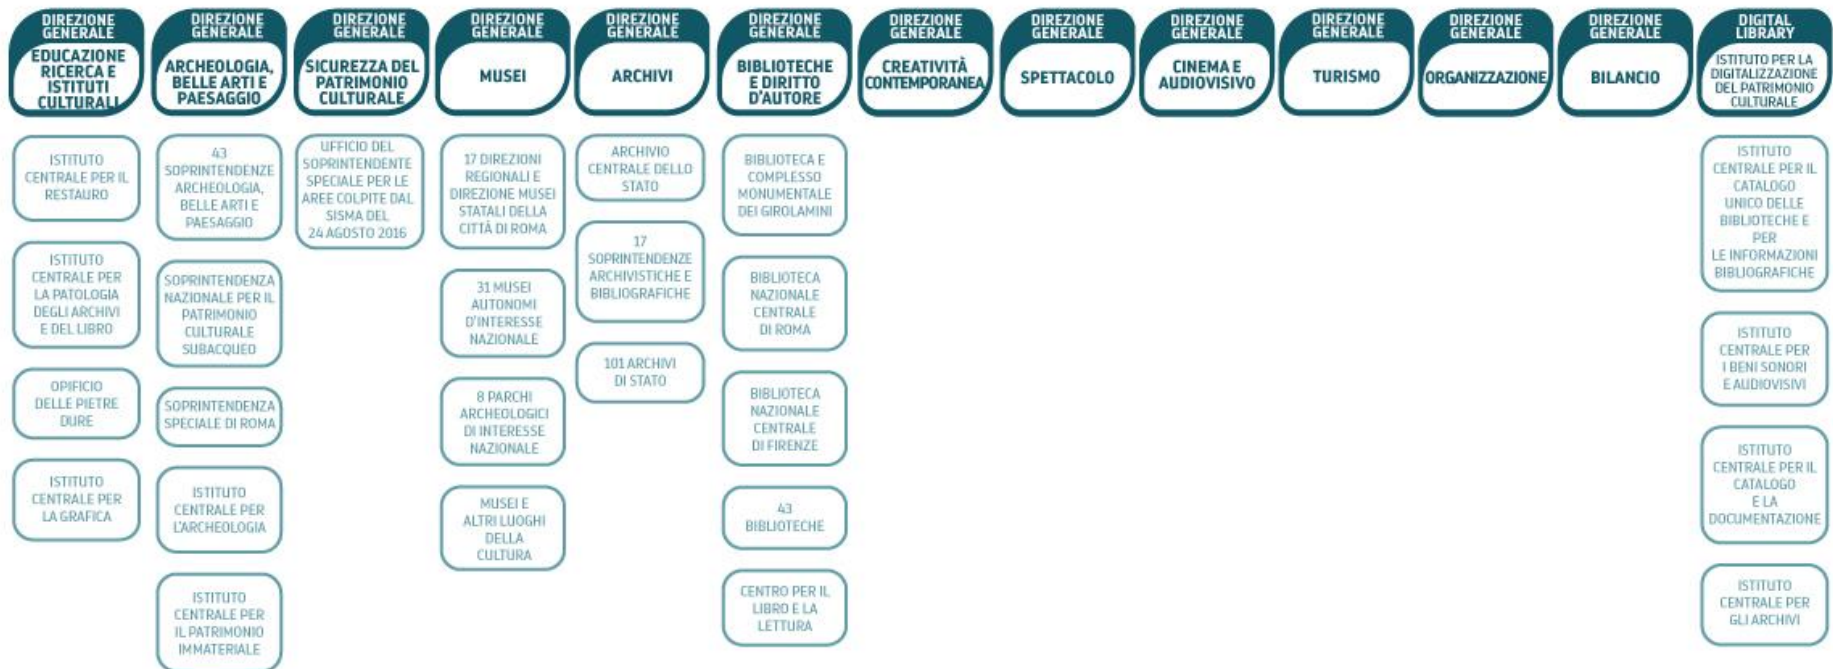 DIREZIONE
GENERALE
EDUCAZIONE
RICERCA E
ISTITUTI
CULTURALI
ISTITUTO
CENTRALE PER IL
RESTAURO
ISTITUTO
CENTRALE PER
LA PATOLOGIA
DEGLI ARCHIVI
E DEL LIBRO
OPIFICIO
DELLE PIETRE
DURE
ISTITUTO
CENTRALE PER
LA GRAFICA
DIREZIONE
GENERALE
ARCHEOLOGIA,
BELLE ARTI E
PAESAGGIO
43
SOPRINTENDENZE
ARCHEOLOGIA,
BELLE ARTI E
PAESAGGIO
SOPRINTENDENZA
NAZIONALE PER IL
PATRIMONIO
CULTURALE
SUBACQUEO
SOPRINTENDENZA
SPECIALE DI ROMA
ISTITUTO
CENTRALE PER
L'ARCHEOLOGIA
ISTITUTO
CENTRALE PER
IL PATRIMONIO
IMMATERIALE
DIREZIONE
GENERALE
SICUREZZA DEL
PATRIMONIO
CULTURALE
UFFICIO DEL
SOPRINTENDENTE
SPECIALE PER LE
AREE COLPITE DAL
SISMA DEL
24 AGOSTO 2016
DIREZIONE
GENERALE
MUSEI
17 DIREZIONI
REGIONALI E
DIREZIONE MUSEI
STATALI DELLA
CITTÀ DI ROMA
31 MUSEI
AUTONOMI
D'INTERESSE
NAZIONALE
8 PARCHI
ARCHEOLOGICI
DI INTERESSE
NAZIONALE
MUSEI E
ALTRI LUOGHI
DELLA
CULTURA
DIREZIONE
GENERALE
ARCHIVI
ARCHIVIO
CENTRALE DELLO
STATO
17
SOPRINTENDENZE
ARCHIVISTICHE E
BIBLIOGRAFICHE
101 ARCHIVI
DI STATO
DIREZIONE
GENERALE
BIBLIOTECHE
E DIRITTO
D'AUTORE
BIBLIOTECA E
COMPLESSO
MONUMENTALE
DEI GIROLAMINI
BIBLIOTECA
NAZIONALE
CENTRALE
DI ROMA
BIBLIOTECA
NAZIONALE
CENTRALE
DI FIRENZE
43
BIBLIOTECHE
CENTRO PER IL
LIBRO E LA
LETTURA
DIREZIONE
GENERALE
CREATIVITÀ
CONTEMPORANEA
DIREZIONE
GENERALE
SPETTACOLO
DIREZIONE
GENERALE
CINEMA E
AUDIOVISIVO
DIREZIONE
GENERALE
TURISMO
DIREZIONE
GENERALE
ORGANIZZAZIONE
DIREZIONE
GENERALE
BILANCIO
DIGITAL
LIBRARY
ISTITUTO PER LA
DIGITALIZZAZIONE
DEL PATRIMONIO
CULTURALE
ISTITUTO
CENTRALE PER IL
CATALOGO
UNICO DELLE
BIBLIOTECHE E
PER
LE INFORMAZIONI
BIBLIOGRAFICHE
ISTITUTO
CENTRALE PER
I BENI SONORI
E AUDIOVISIVI
ISTITUTO
CENTRALE PER IL
CATALOGO
E LA
DOCUMENTAZIONE
ISTITUTO
CENTRALE PER
GLI ARCHIVI